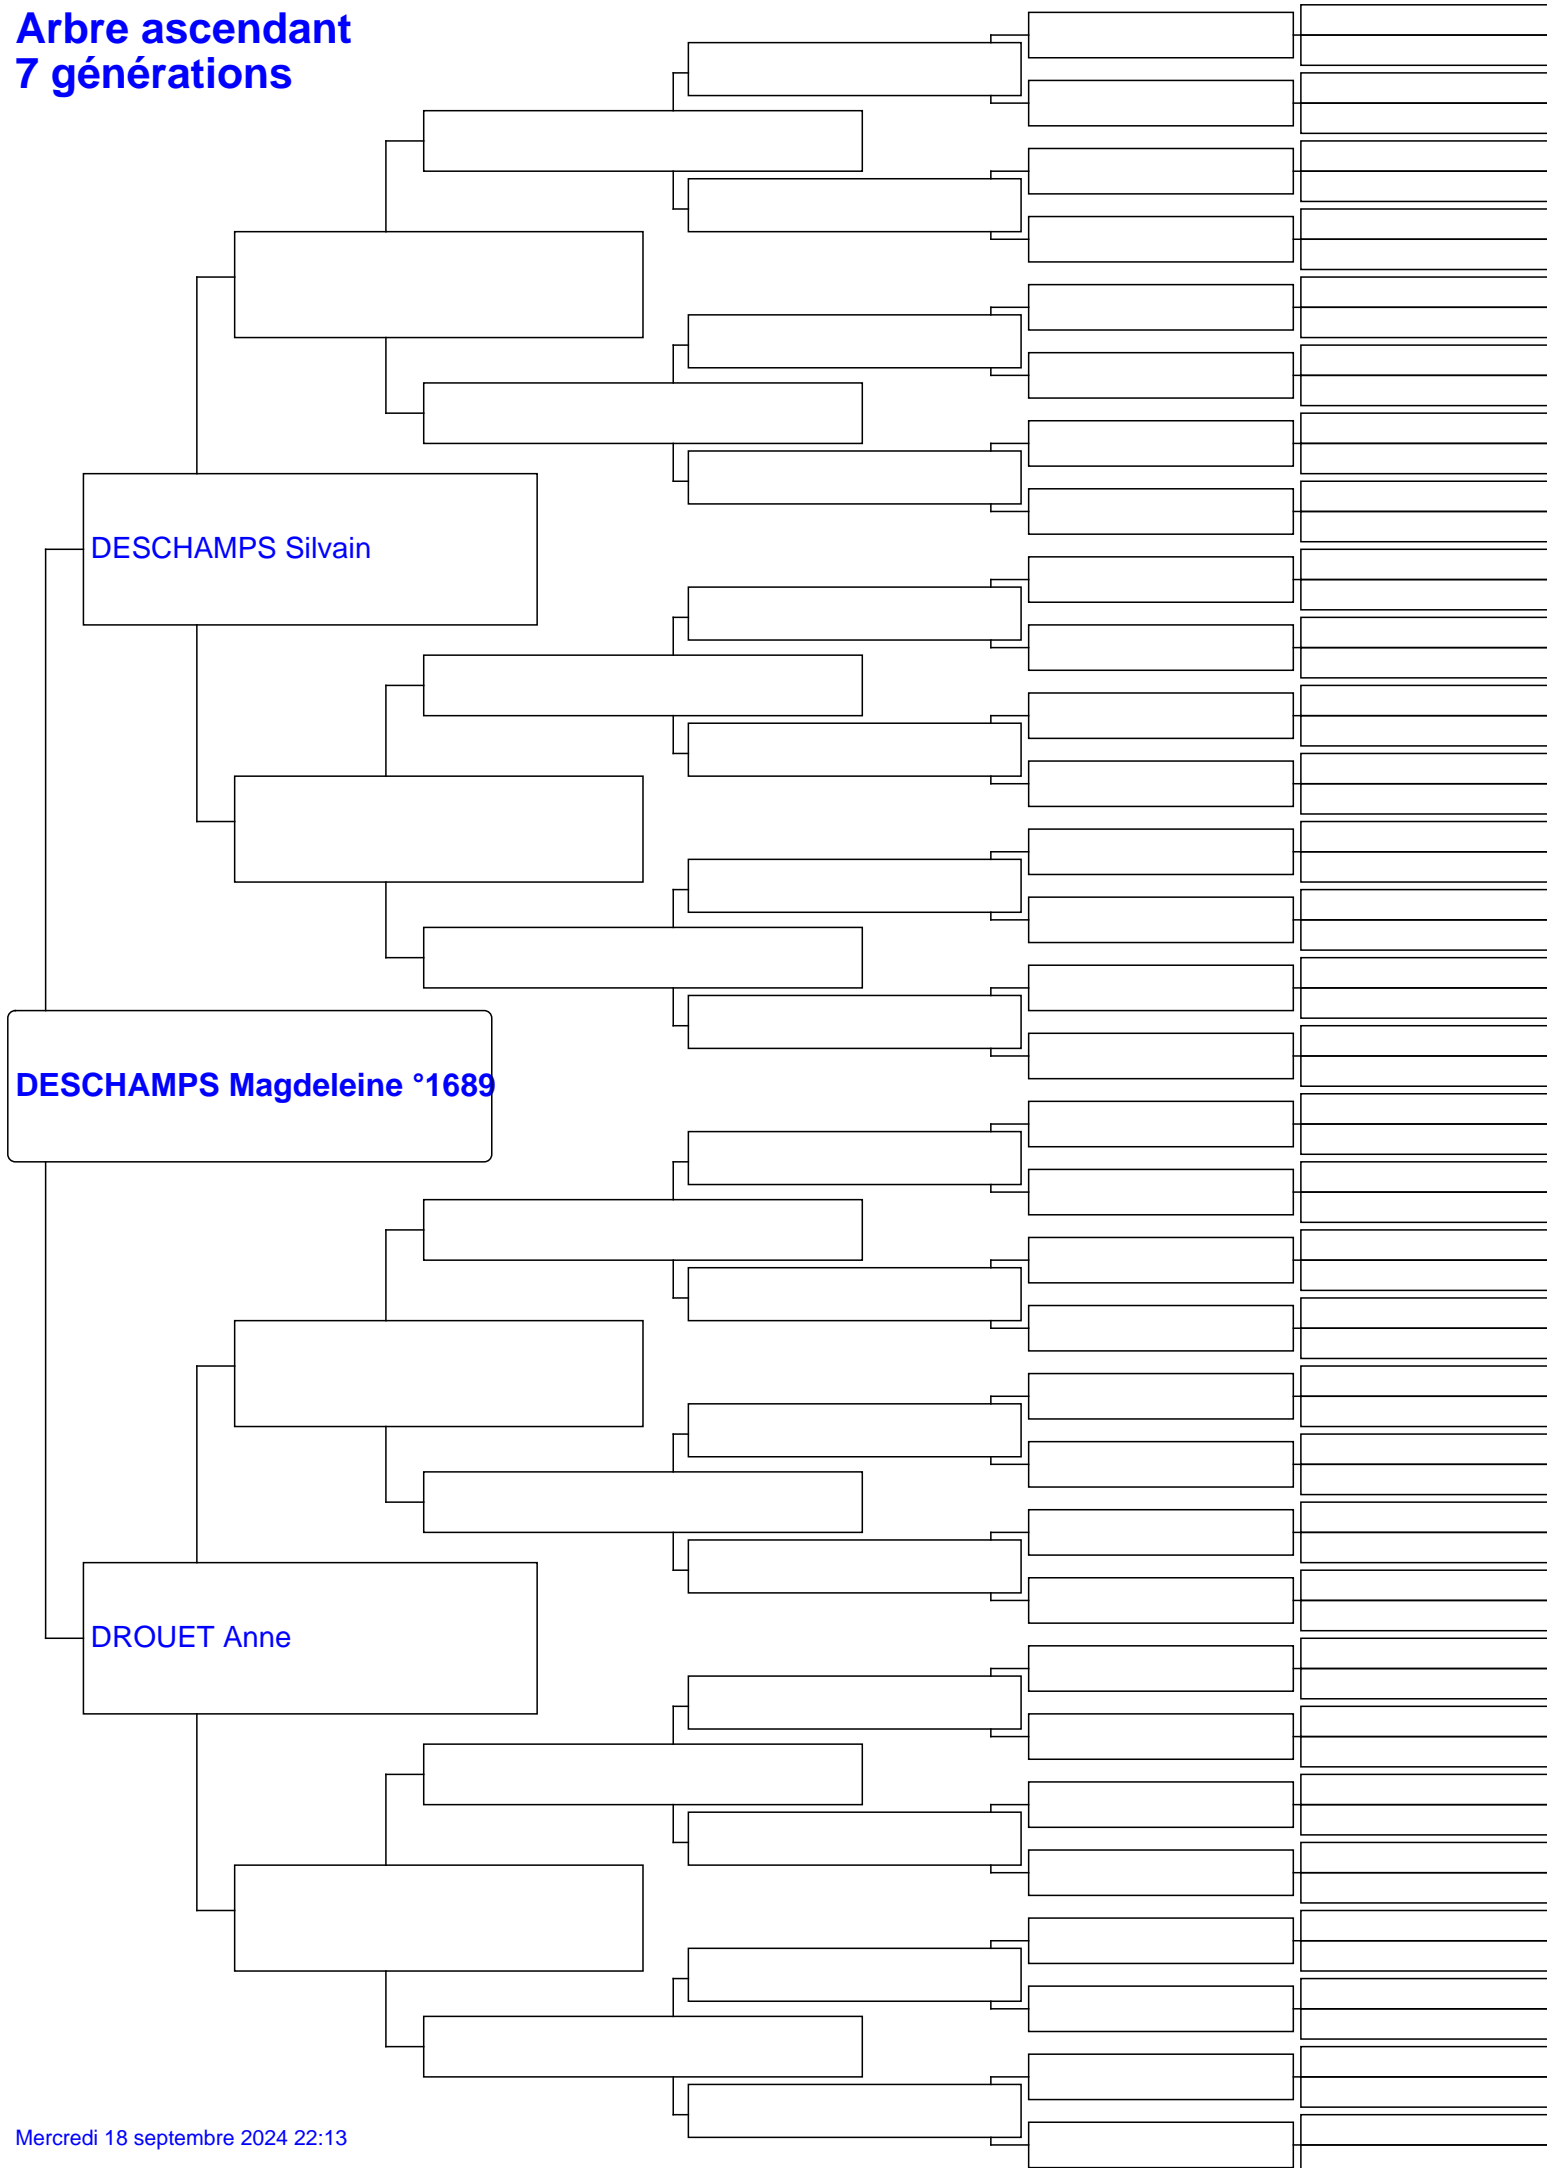 Arbre ascendant
7 générations
DESCHAMPS Silvain
DESCHAMPS Magdeleine °1689
DROUET Anne
Mercredi 18 septembre 2024 22:13